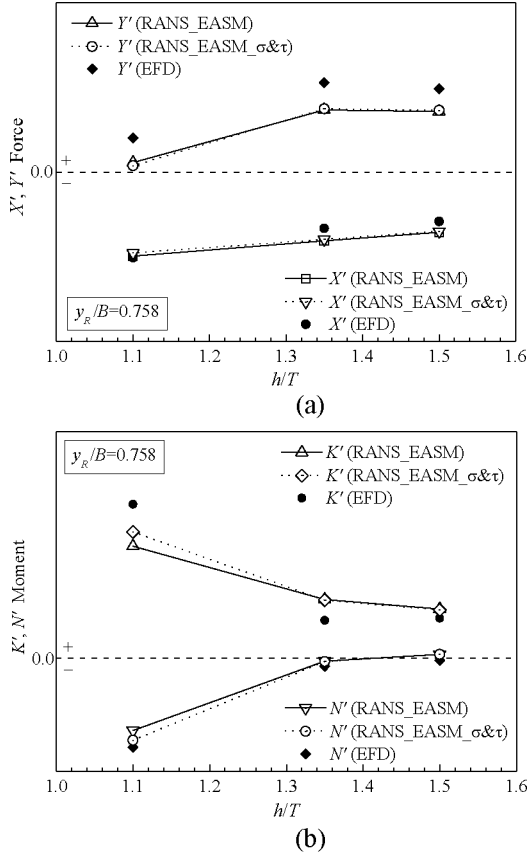 Y′ (RANS_EASM)
Y′ (RANS_EASM_σ&τ)
Y′ (EFD)
X′, Y′ Force
+
0.0
−
X′ (RANS_EASM)
X′ (RANS_EASM_σ&τ)
X′ (EFD)
y_R/B=0.758
1.0 1.1 1.2 1.3 1.4 1.5 1.6
h/T
(a)
y_R/B=0.758
K′ (RANS_EASM)
K′ (RANS_EASM_σ&τ)
K′ (EFD)
K′, N′ Moment
+
0.0
−
N′ (RANS_EASM)
N′ (RANS_EASM_σ&τ)
N′ (EFD)
1.0 1.1 1.2 1.3 1.4 1.5 1.6
h/T
(b)